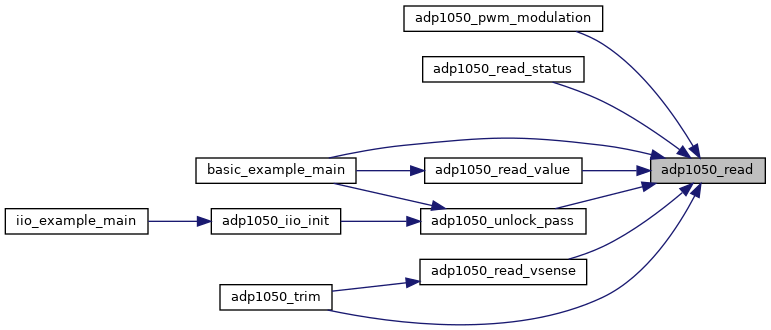 adp1050_pwm_modulation
adp1050_read_status
basic_example_main
adp1050_read_value
adp1050_read
iio_example_main
adp1050_iio_init
adp1050_unlock_pass
adp1050_read_vsense
adp1050_trim